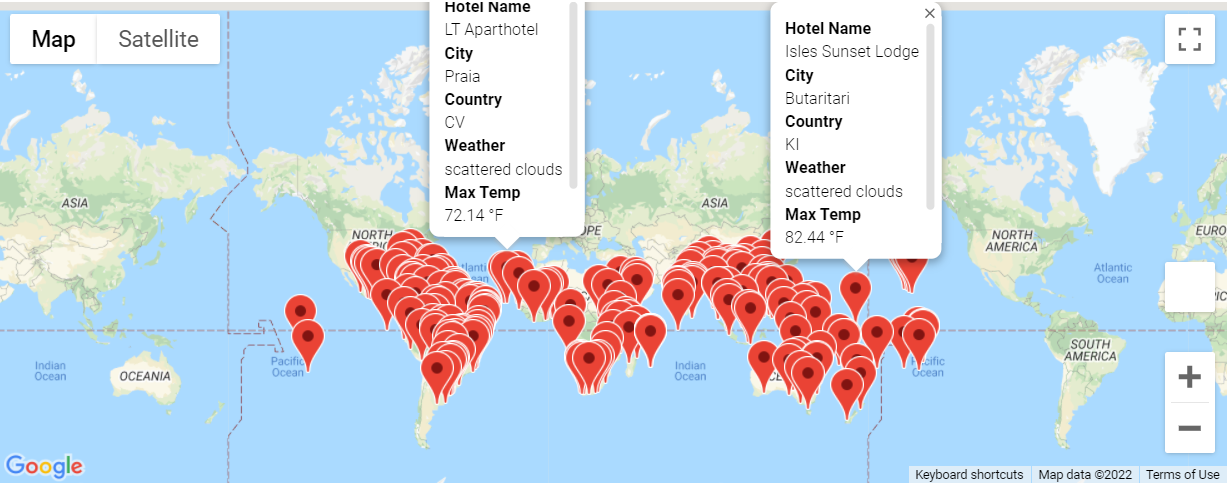 Map
Satellite
Hotel Name
LT Aparthotel
City
Praia
Country
CV
Weather
scattered clouds
Max Temp
72.14 °F
Hotel Name
Isles Sunset Lodge
City
Butaritari
Country
KI
Weather
scattered clouds
Max Temp
82.44 °F
ASIA
ASIA
NORTH
AMERICA
Atlantic
Ocean
EURO
SOUTH
AMERICA
Indian
Ocean
OCEANIA
Pacific
Ocean
Indian
Ocean
Ocean
Google
Keyboard shortcuts
Map data ©2022
Terms of Use